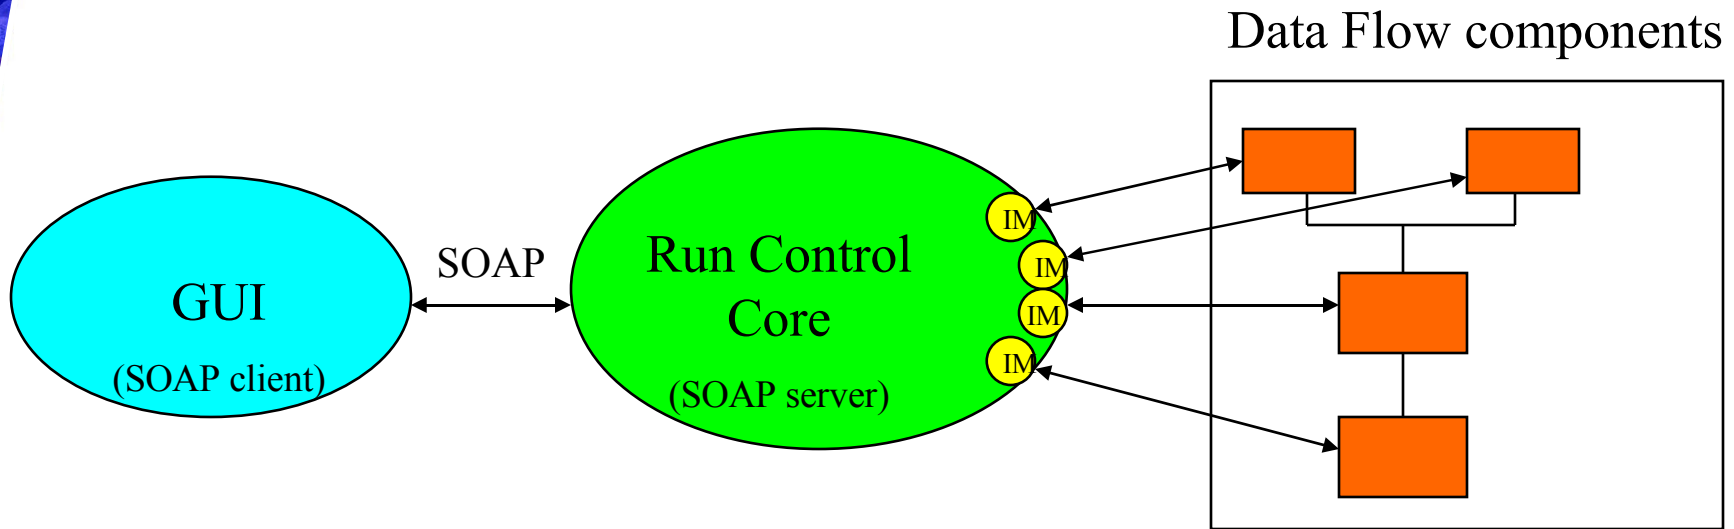 Data Flow components
GUI
(SOAP client)
SOAP
Run Control
Core
(SOAP server)
IM
IM
IM
IM